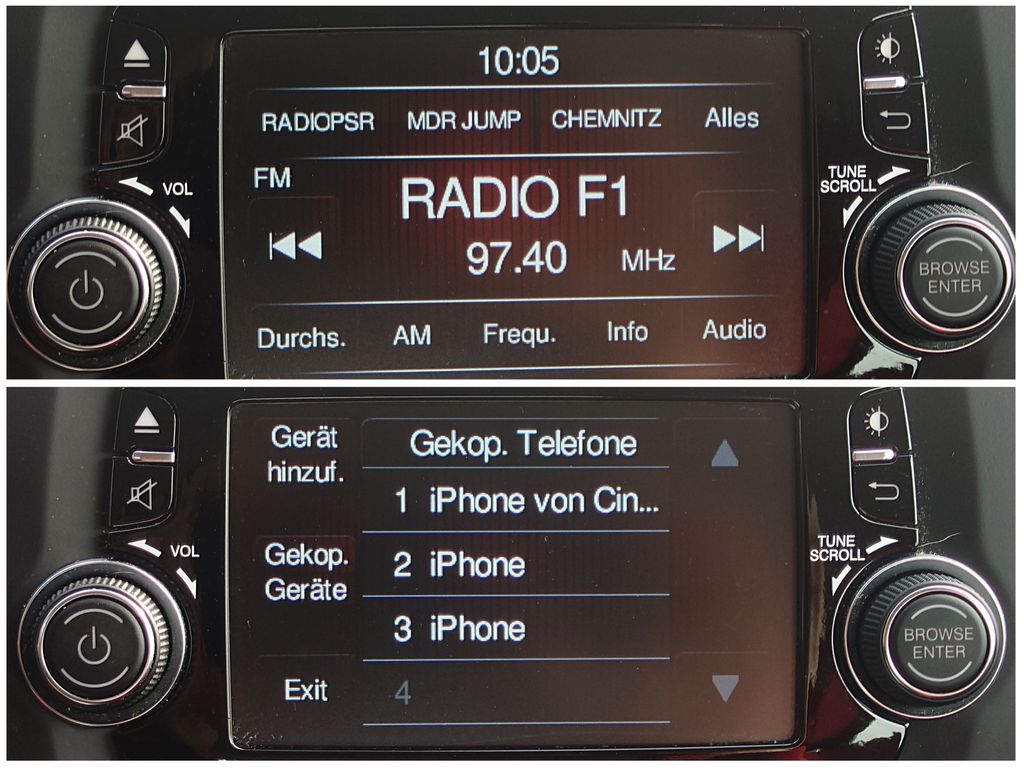 10:05
RADIOPSR MDR JUMP CHEMNITZ Alles
VOL
TUNE
SCROLL
FM
RADIO F1
97.40 MHz
BROWSE
ENTER
Durchs. AM Frequ. Info Audio
Gerät
hinzuf.
Gekop. Telefone
1 iPhone von Cin...
VOL
TUNE
SCROLL
Gekop.
Geräte
2 iPhone
3 iPhone
BROWSE
ENTER
Exit
4